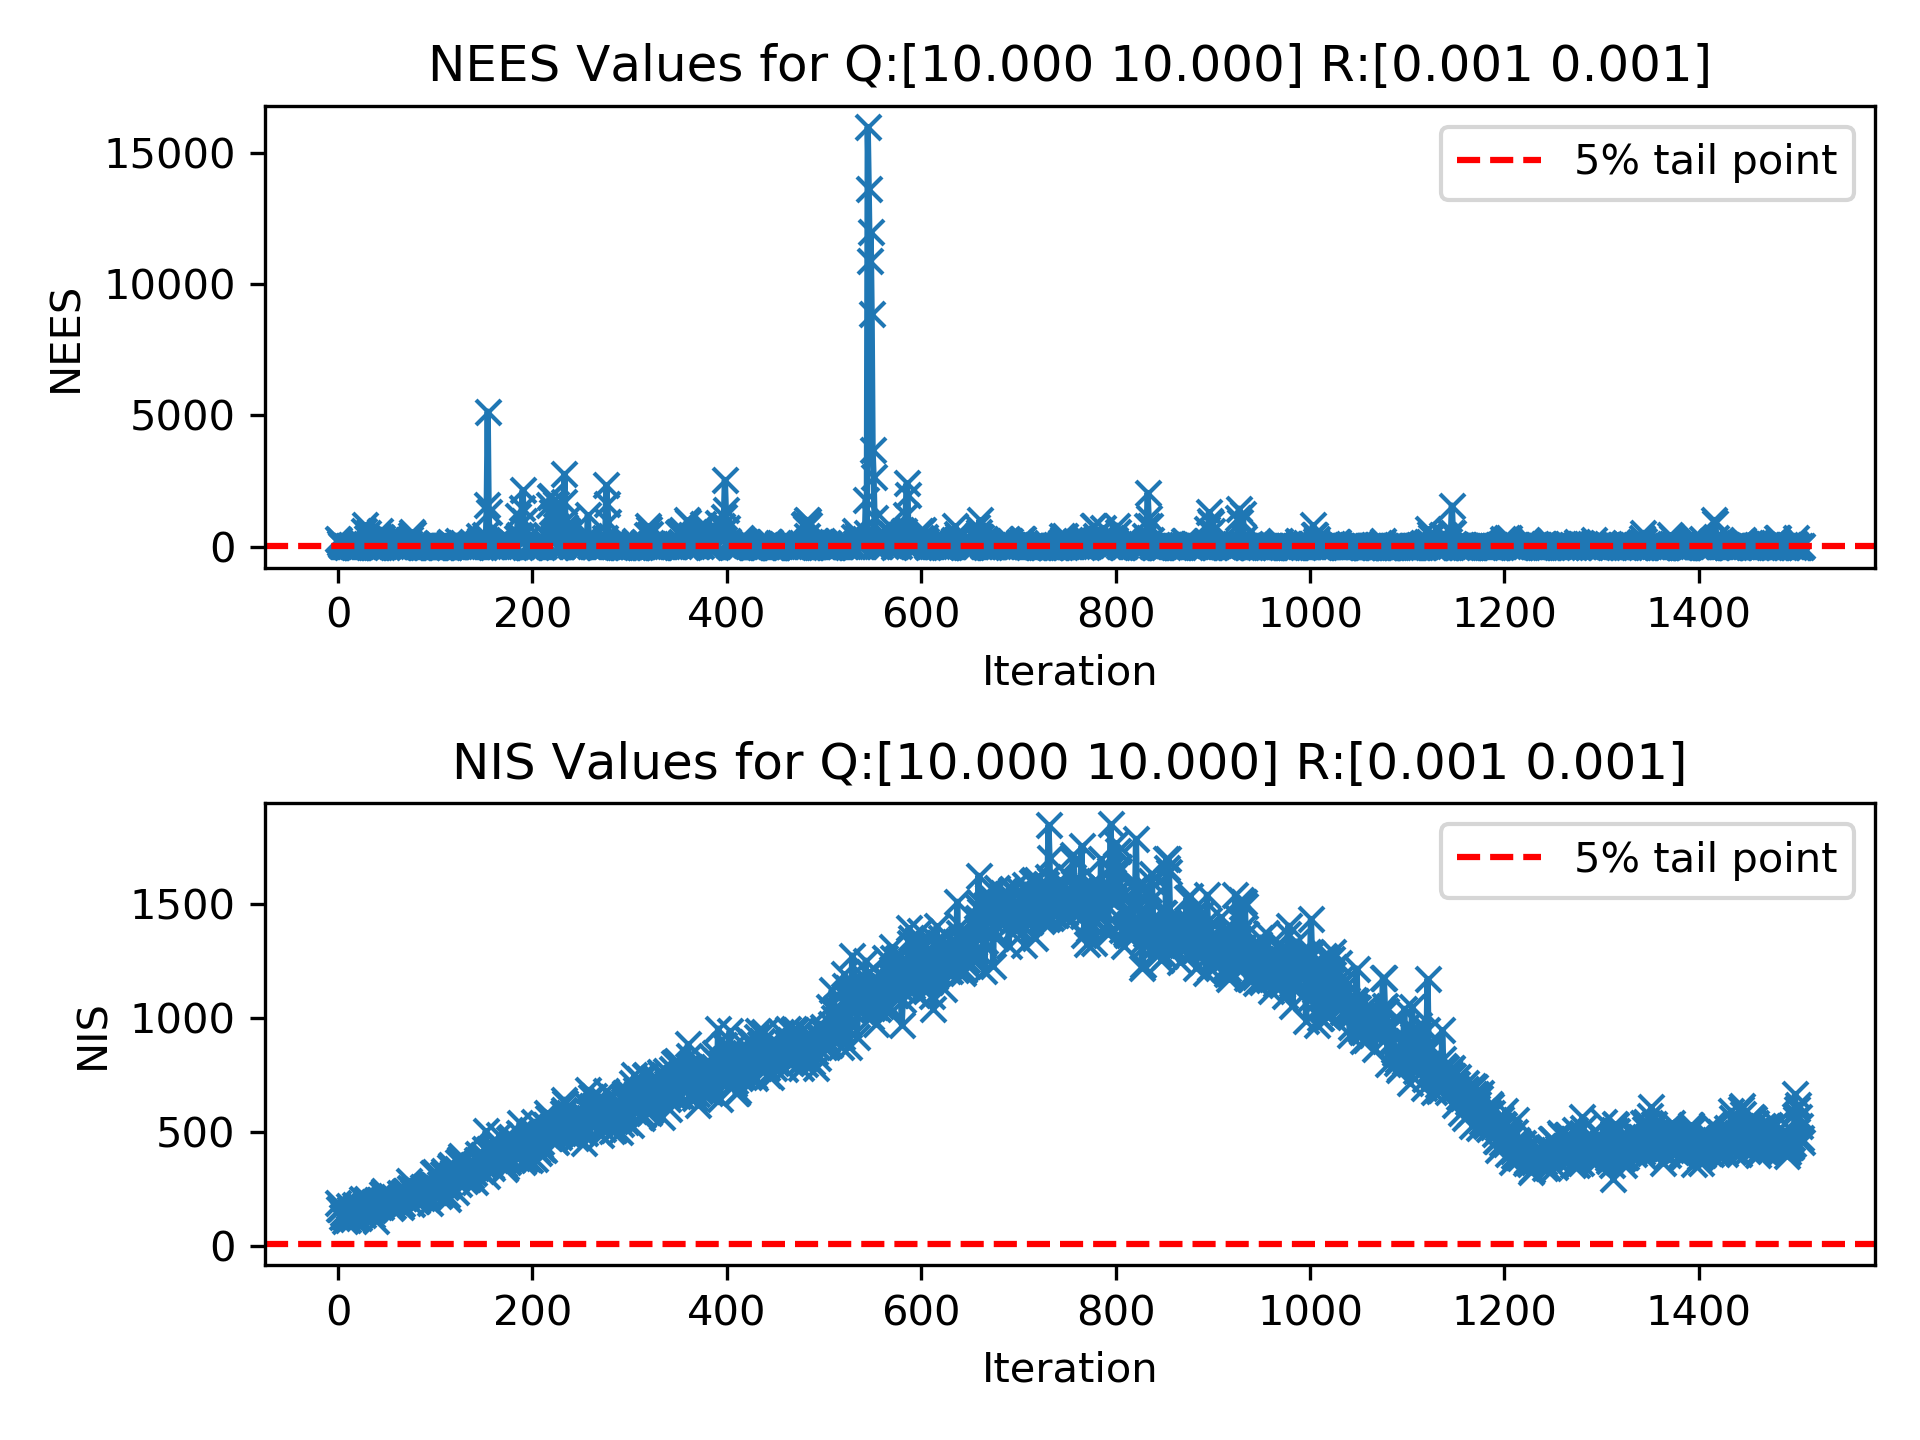 NEES Values for Q:[10.000 10.000] R:[0.001 0.001]
5% tail point
15000
10000
5000
0
NEES
0 200 400 600 800 1000 1200 1400
Iteration
NIS Values for Q:[10.000 10.000] R:[0.001 0.001]
5% tail point
1500
1000
500
0
NIS
0 200 400 600 800 1000 1200 1400
Iteration